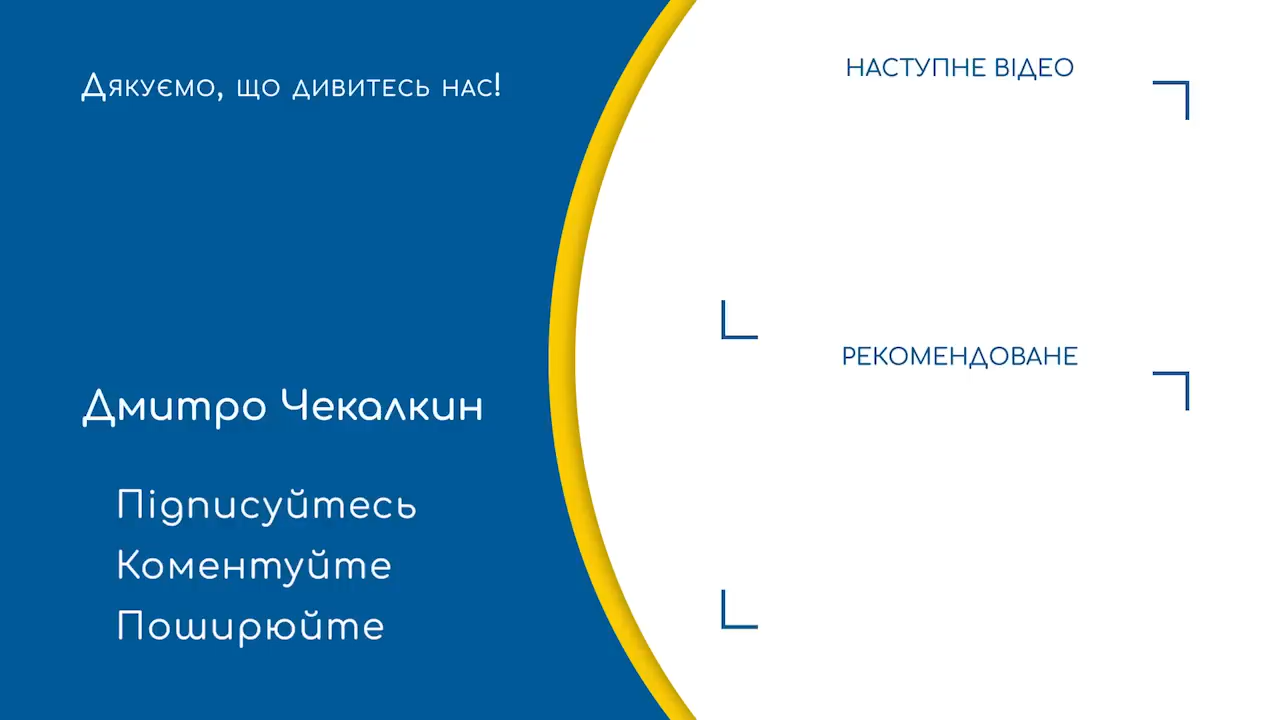 Дякуємо, що дивитесь нас!
Дмитро Чекалкин
Підписуйтесь
Коментуйте
Поширюйте
НАСТУПНЕ ВІДЕО
РЕКОМЕНДОВАНЕ